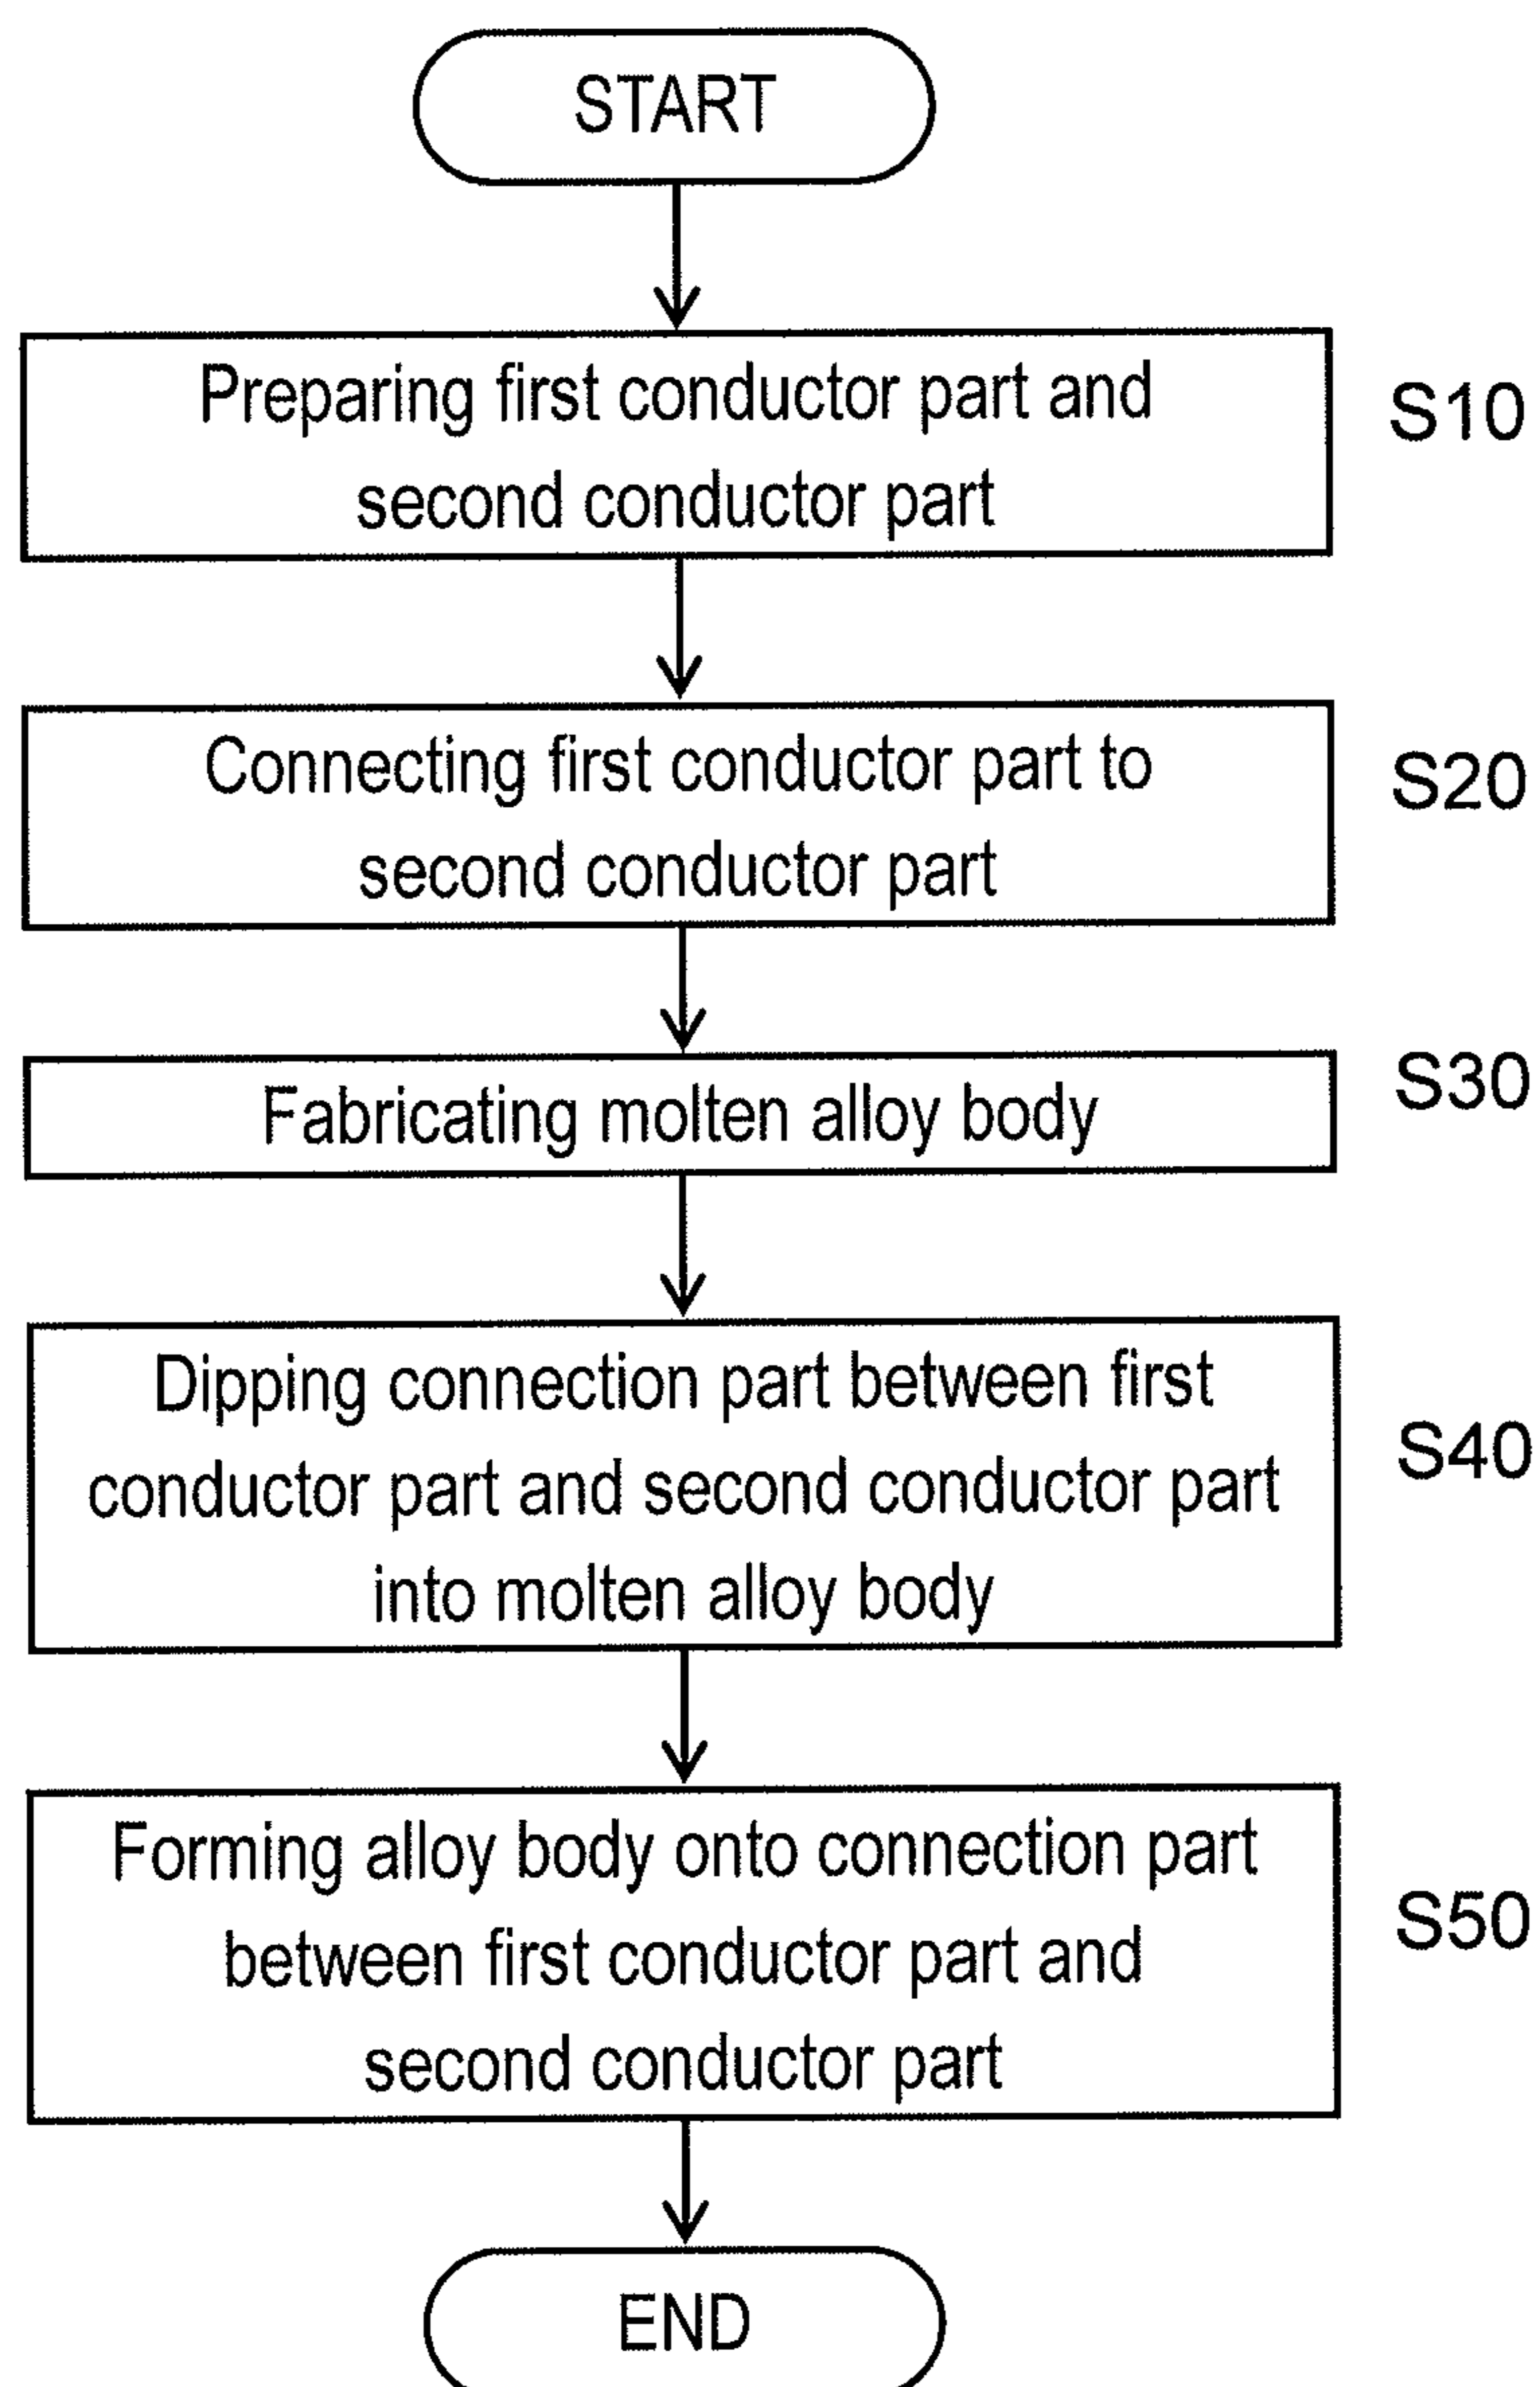 START
Preparing first conductor part and
second conductor part
S10
Connecting first conductor part to
second conductor part
S20
Fabricating molten alloy body
S30
Dipping connection part between first
conductor part and second conductor part
into molten alloy body
S40
Forming alloy body onto connection part
between first conductor part and
second conductor part
S50
END